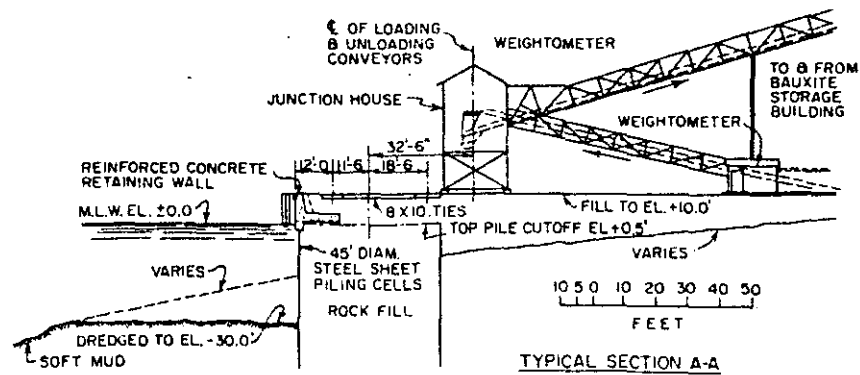 ℄ OF LOADING
& UNLOADING
CONVEYORS
WEIGHTOMETER
JUNCTION HOUSE
TO & FROM
BAUXITE
STORAGE
BUILDING
WEIGHTOMETER
32'-6"
12'-0 11'-6 18'-6
REINFORCED CONCRETE
RETAINING WALL
M.L.W. EL. ±0.0'
8 X 10 TIES
FILL TO EL. +10.0'
TOP PILE CUTOFF EL +0.5'
VARIES
45' DIAM.
STEEL SHEET
PILING CELLS
VARIES
ROCK FILL
10 5 0 10 20 30 40 50
FEET
DREDGED TO EL. -30.0'
SOFT MUD
TYPICAL SECTION A-A